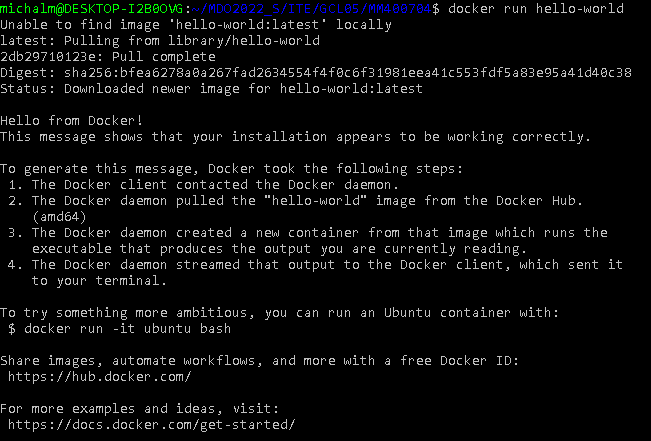 michalm@DESKTOP-I2B0OVG:~/MDO2022_S/ITE/GCL09/MM400704$ docker run hello-world
Unable to find image 'hello-world:latest' locally
latest: Pulling from library/hello-world
2db29710123e: Pull complete
Digest: sha256:bfea6278a0a267fad2634554f4f0c6f31981eea41c553fdf5a83e95a41d40c38
Status: Downloaded newer image for hello-world:latest

Hello from Docker!
This message shows that your installation appears to be working correctly.

To generate this message, Docker took the following steps:
 1. The Docker client contacted the Docker daemon.
 2. The Docker daemon pulled the "hello-world" image from the Docker Hub.
    (amd64)
 3. The Docker daemon created a new container from that image which runs the
    executable that produces the output you are currently reading.
 4. The Docker daemon streamed that output to the Docker client, which sent it
    to your terminal.

To try something more ambitious, you can run an Ubuntu container with:
 $ docker run -it ubuntu bash

Share images, automate workflows, and more with a free Docker ID:
 https://hub.docker.com/

For more examples and ideas, visit:
 https://docs.docker.com/get-started/